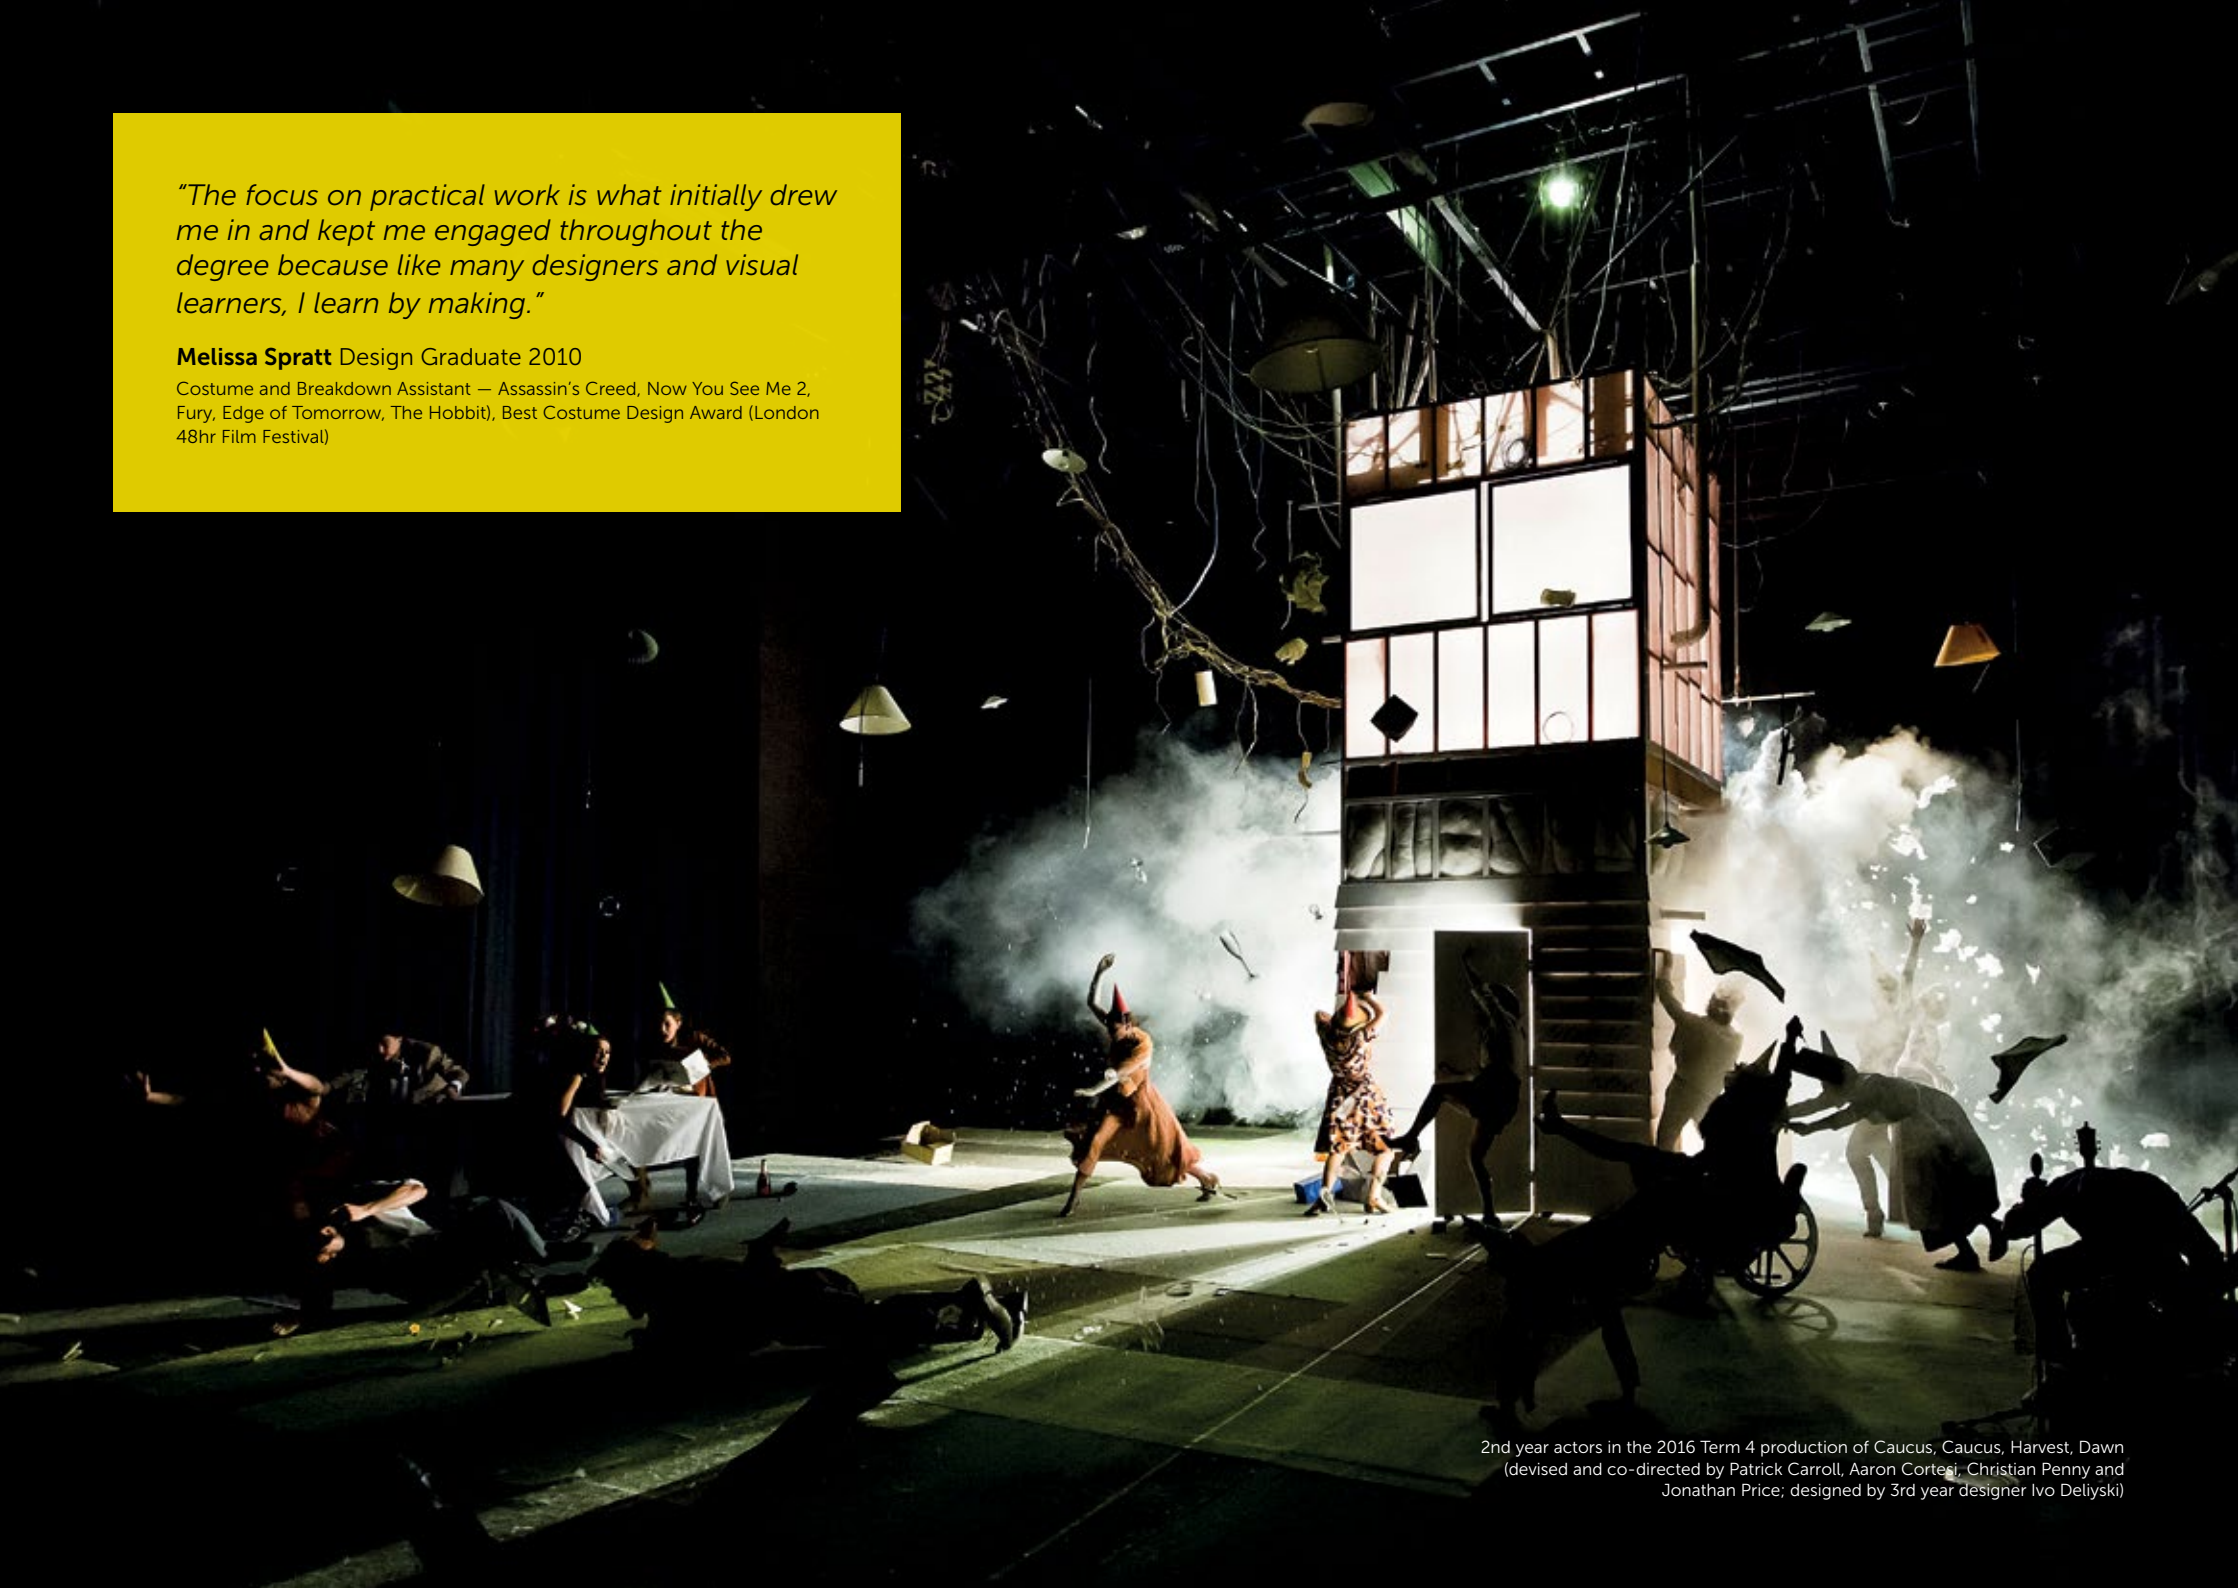 “The focus on practical work is what initially drew
me in and kept me engaged throughout the
degree because like many designers and visual
learners, I learn by making.”
Melissa Spratt Design Graduate 2010
Costume and Breakdown Assistant — Assassin’s Creed, Now You See Me 2,
Fury, Edge of Tomorrow, The Hobbit), Best Costume Design Award (London
48hr Film Festival)
2nd year actors in the 2016 Term 4 production of Caucus, Caucus, Harvest, Dawn
(devised and co-directed by Patrick Carroll, Aaron Cortesi, Christian Penny and
Jonathan Price; designed by 3rd year designer Ivo Deliyski)